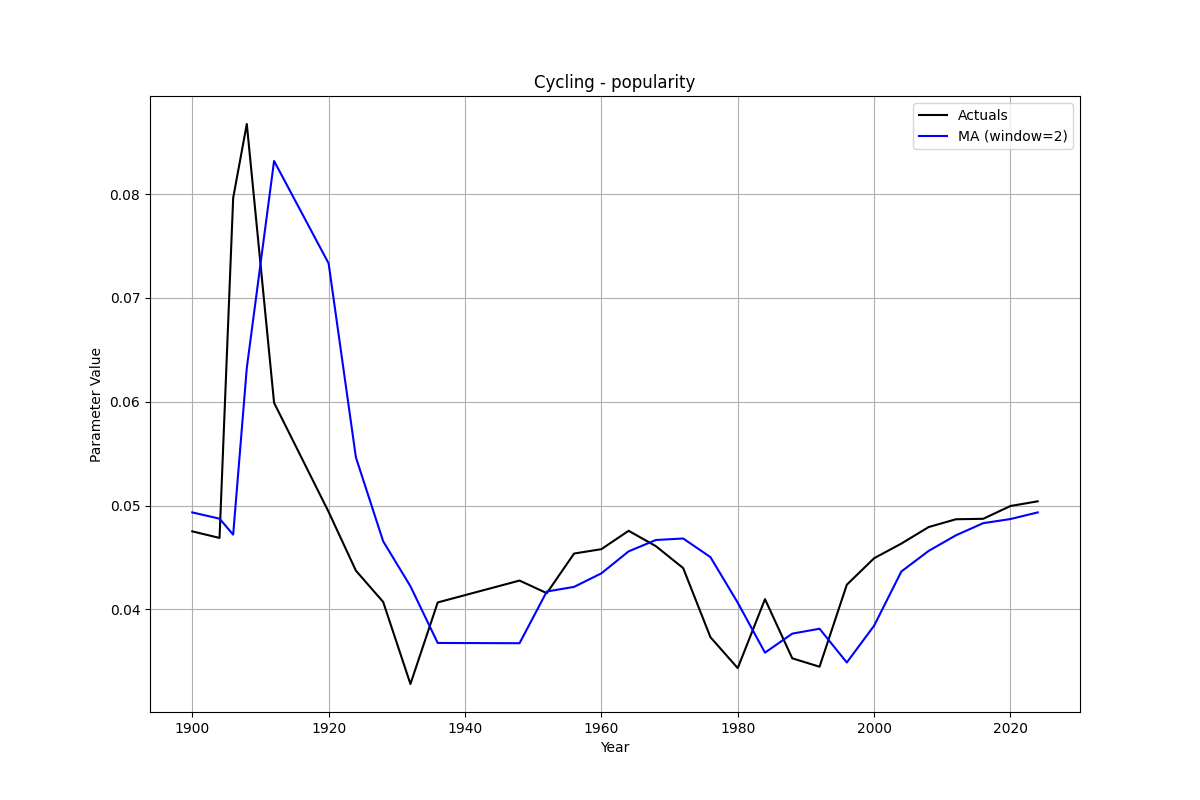 Cycling - popularity
Actuals
MA (window=2)
0.08
0.07
0.06
0.05
0.04
Parameter Value
1900 1920 1940 1960 1980 2000 2020
Year